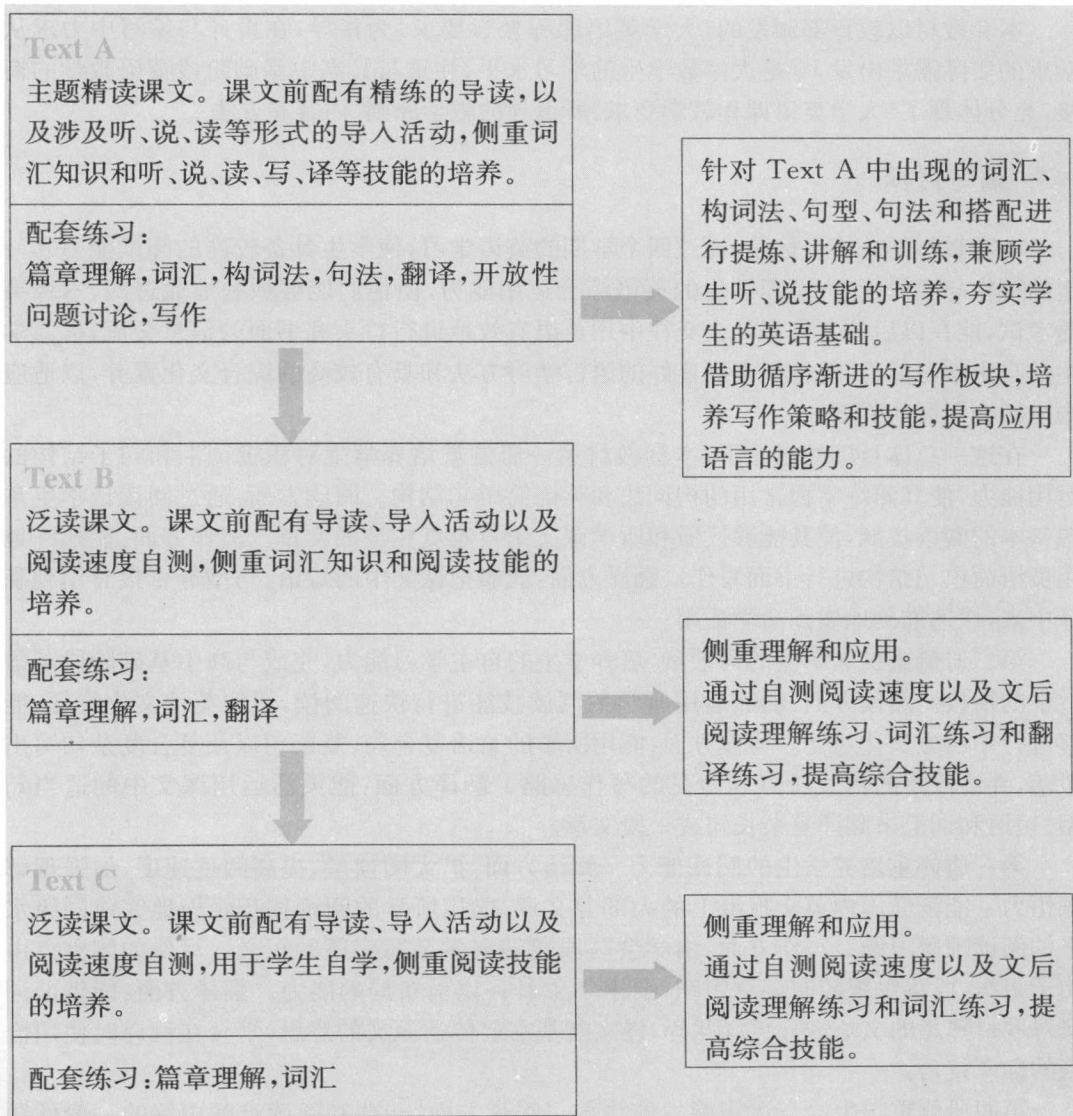 Text A
主题精读课文。课文前配有精练的导读,以
及涉及听、说、读等形式的导入活动,侧重词
汇知识和听、说、读、写、译等技能的培养。
配套练习:
篇章理解,词汇,构词法,句法,翻译,开放性
问题讨论,写作
针对 Text A 中出现的词汇、
构词法、句型、句法和搭配进
行提炼、讲解和训练,兼顾学
生听、说技能的培养,夯实学
生的英语基础。
借助循序渐进的写作板块,培
养写作策略和技能,提高应用
语言的能力。
Text B
泛读课文。课文前配有导读、导入活动以及
阅读速度自测,侧重词汇知识和阅读技能的
培养。
配套练习:
篇章理解,词汇,翻译
侧重理解和应用。
通过自测阅读速度以及文后
阅读理解练习、词汇练习和翻
译练习,提高综合技能。
Text C
泛读课文。课文前配有导读、导入活动以及
阅读速度自测,用于学生自学,侧重阅读技能
的培养。
配套练习:篇章理解,词汇
侧重理解和应用。
通过自测阅读速度以及文后
阅读理解练习和词汇练习,提
高综合技能。